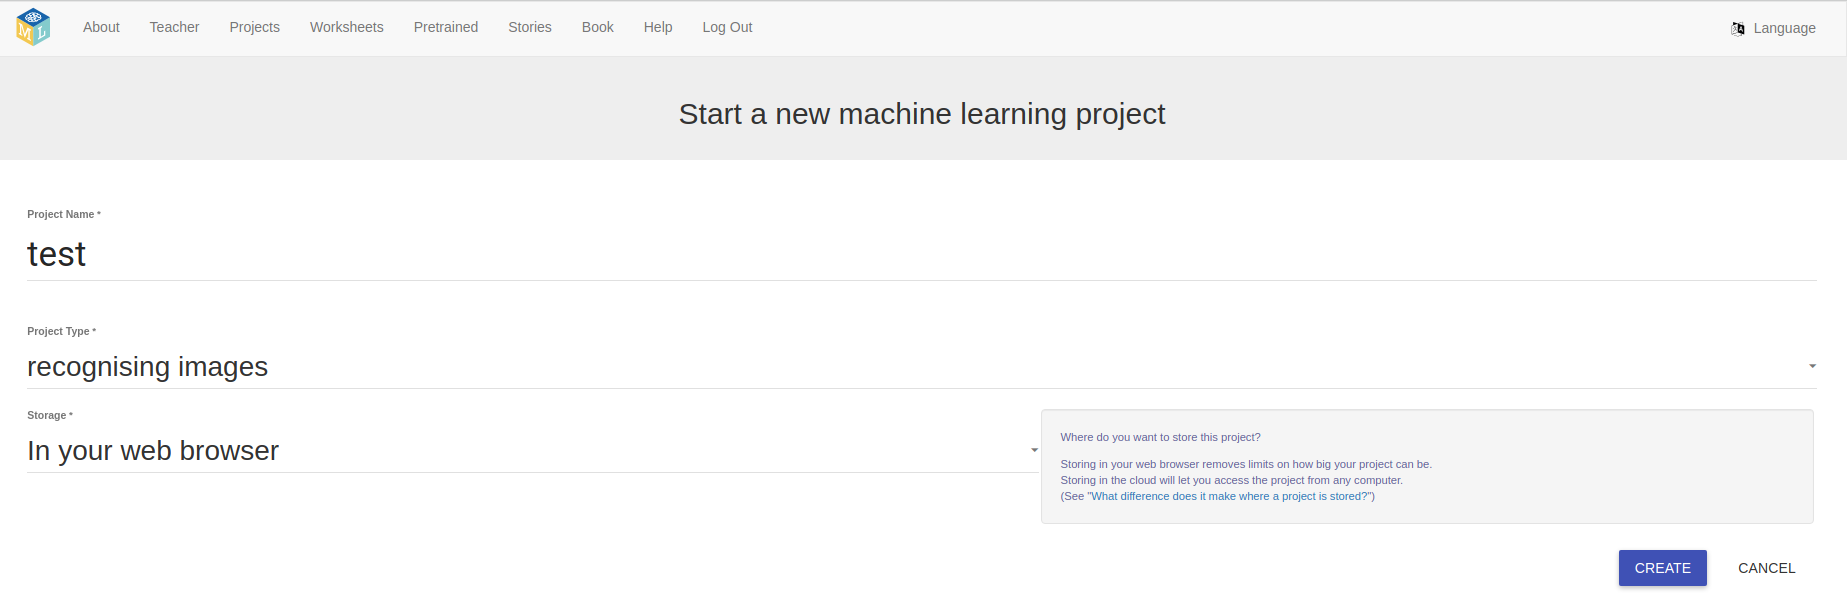 M L
About Teacher Projects Worksheets Pretrained Stories Book Help Log Out Language
Start a new machine learning project
Project Name *
test
Project Type *
recognising images
Storage *
In your web browser
Where do you want to store this project?
Storing in your web browser removes limits on how big your project can be.
Storing in the cloud will let you access the project from any computer.
(See "What difference does it make where a project is stored?")
CREATE CANCEL